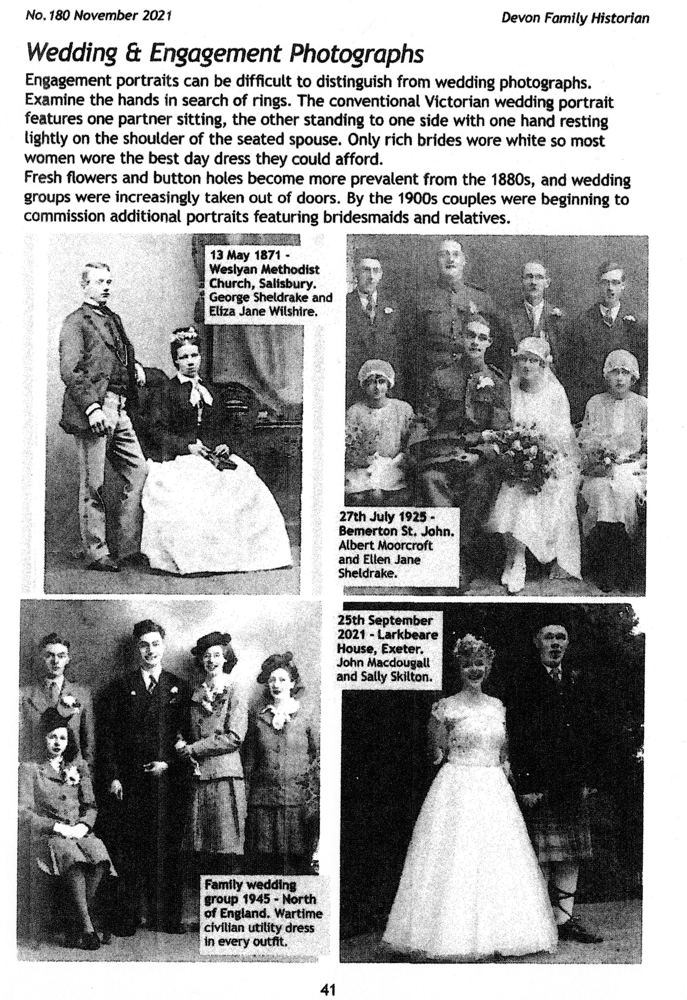 No. 180 November 2021
Devon Family Historian
Wedding & Engagement Photographs
Engagement portraits can be difficult to distinguish from wedding photographs.
Examine the hands in search of rings. The conventional Victorian wedding portrait
features one partner sitting, the other standing to one side with one hand resting
lightly on the shoulder of the seated spouse. Only rich brides wore white so most
women wore the best day dress they could afford.
Fresh flowers and button holes become more prevalent from the 1880s, and wedding
groups were increasingly taken out of doors. By the 1900s couples were beginning to
commission additional portraits featuring bridesmaids and relatives.
13 May 1871 -
Weslyan Methodist
Church, Salisbury.
George Sheldrake and
Eliza Jane Wilshire.
27th July 1925 -
Bemerton St. John.
Albert Moorcroft
and Ellen Jane
Sheldrake.
Family wedding
group 1945 - North
of England. Wartime
civilian utility dress
in every outfit.
25th September
2021 - Larkbeare
House, Exeter.
John Macdougall
and Sally Skilton.
41